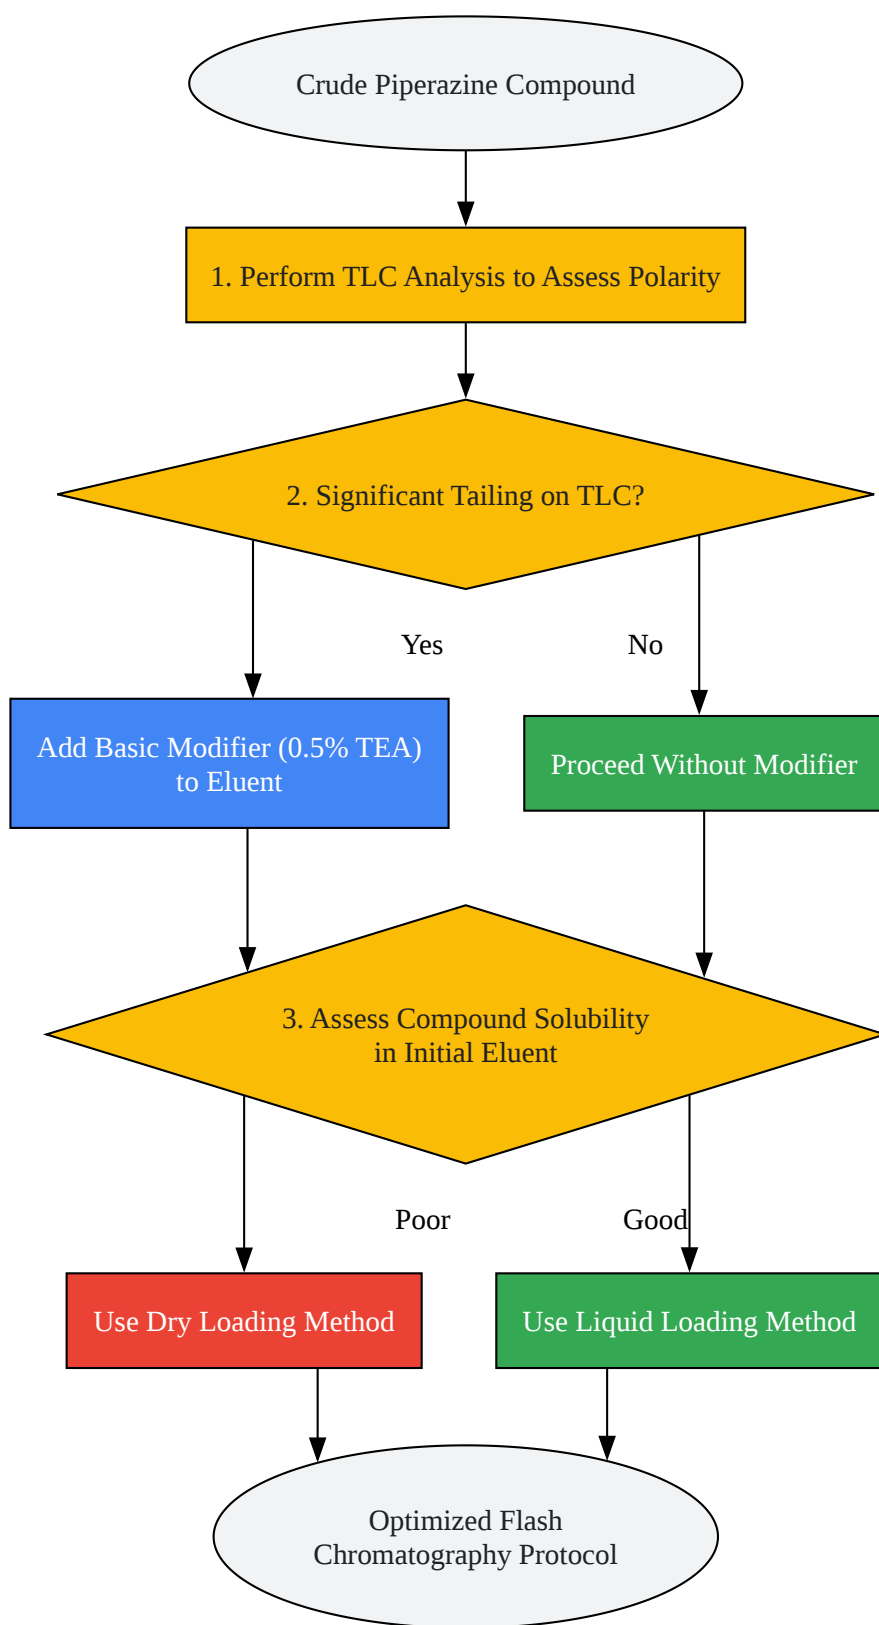 Crude Piperazine Compound
1. Perform TLC Analysis to Assess Polarity
2. Significant Tailing on TLC?
Yes
No
Add Basic Modifier (0.5% TEA)
to Eluent
Proceed Without Modifier
3. Assess Compound Solubility
in Initial Eluent
Poor
Good
Use Dry Loading Method
Use Liquid Loading Method
Optimized Flash
Chromatography Protocol